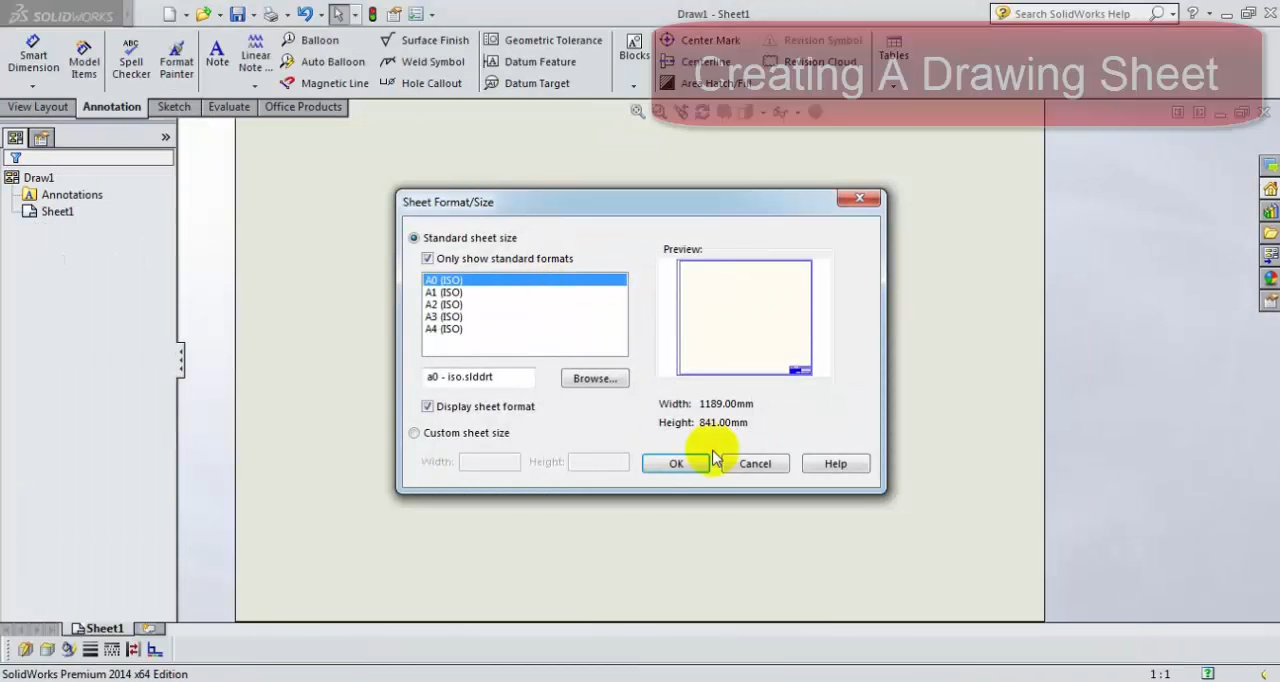 SOLIDWORKS
Draw1 - Sheet1
Search SolidWorks Help
Smart Dimension
Model Items
ABC
Spell Checker
Format Painter
Note
Linear Note ...
Balloon
Auto Balloon
Magnetic Line
Surface Finish
Weld Symbol
Hole Callout
Geometric Tolerance
Datum Feature
Datum Target
Blocks
Center Mark
Centerline
Area Hatch/Fill
Revision Symbol
Revision Cloud
Tables
Creating A Drawing Sheet
View Layout
Annotation
Sketch
Evaluate
Office Products
Draw1
Annotations
Sheet1
Sheet Format/Size
Standard sheet size
Only show standard formats
A0 (ISO)
A1 (ISO)
A2 (ISO)
A3 (ISO)
A4 (ISO)
a0 - iso.slddrt
Browse...
Display sheet format
Custom sheet size
Width:
Height:
Preview:
Width: 1189.00mm
Height: 841.00mm
OK
Cancel
Help
Sheet1
SolidWorks Premium 2014 x64 Edition
1 : 1